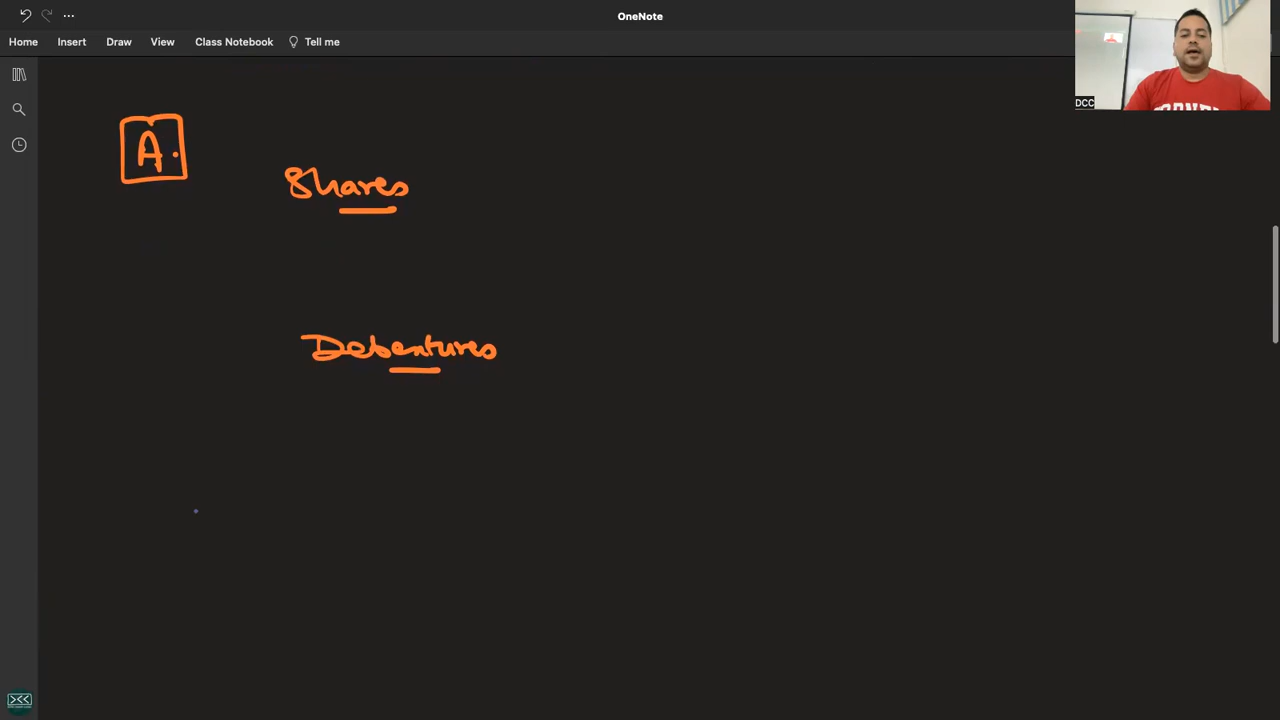 OneNote
Home Insert Draw View Class Notebook Tell me
DCC
A.
Shares
Debentures